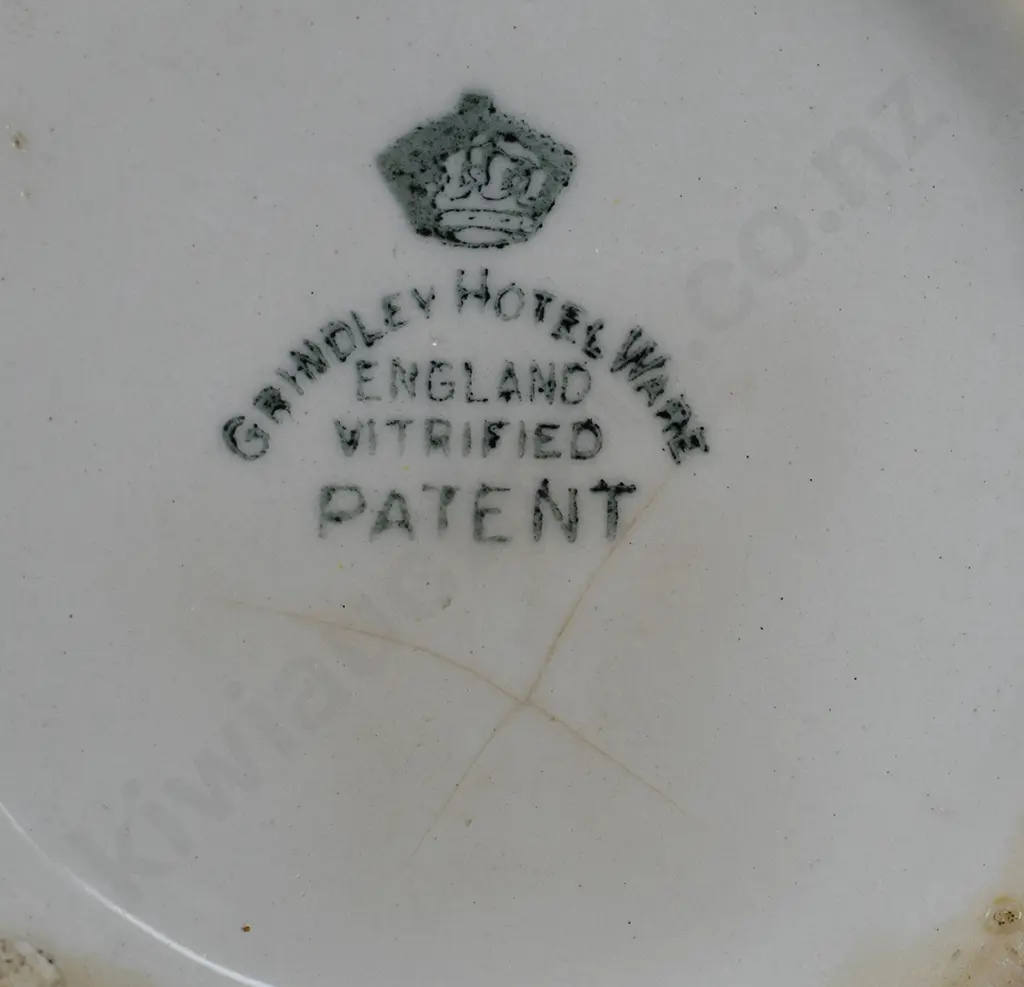 GRINDLEY HOTEL WARE
ENGLAND
VITRIFIED
PATENT